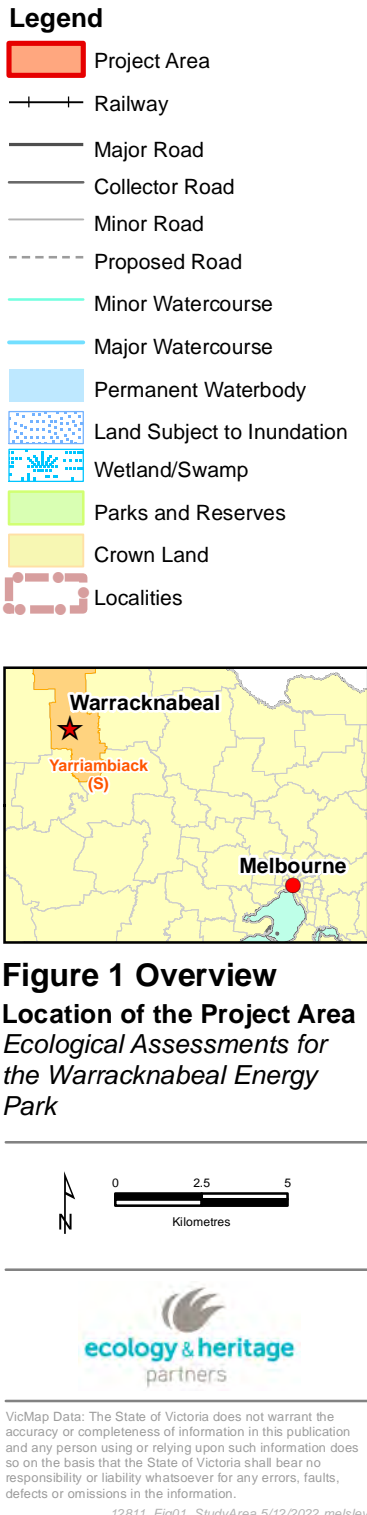 Legend
Project Area
Railway
Major Road
Collector Road
Minor Road
Proposed Road
Minor Watercourse
Major Watercourse
Permanent Waterbody
Land Subject to Inundation
Wetland/Swamp
Parks and Reserves
Crown Land
Localities
Warracknabeal
Yarriambiack
(S)
Melbourne
Figure 1 Overview
Location of the Project Area
Ecological Assessments for
the Warracknabeal Energy
Park
0 2.5 5
Kilometres
N
ecology & heritage
partners
VicMap Data: The State of Victoria does not warrant the
accuracy or completeness of information in this publication
and any person using or relying upon such information does
so on the basis that the State of Victoria shall bear no
responsibility or liability whatsoever for any errors, faults,
defects or omissions in the information.
12811_Fig01_StudyArea 5/12/2022 melsley